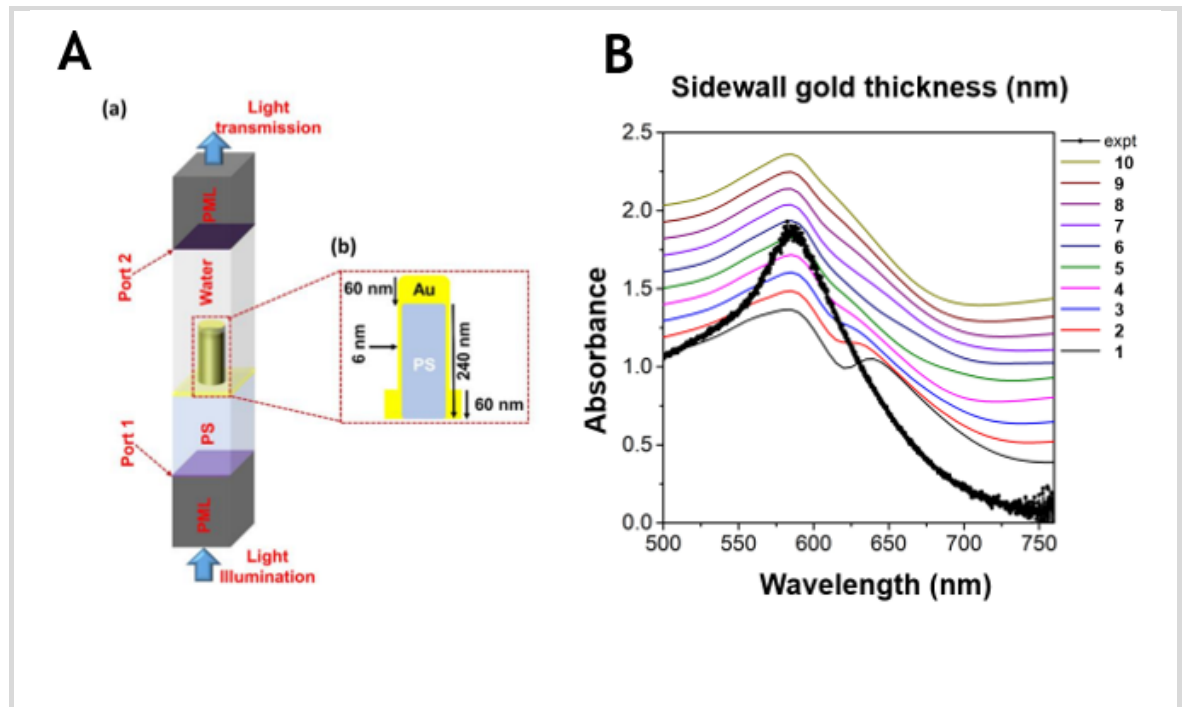 A
(a)
Light
transmission
PML
Port 2
Water
PS
Port 1
PML
Light
Illumination
(b)
60 nm
Au
6 nm
PS
240 nm
60 nm
B
Sidewall gold thickness (nm)
2.5
2.0
1.5
1.0
0.5
0.0
Absorbance
500
550
600
650
700
750
Wavelength (nm)
expt
10
9
8
7
6
5
4
3
2
1